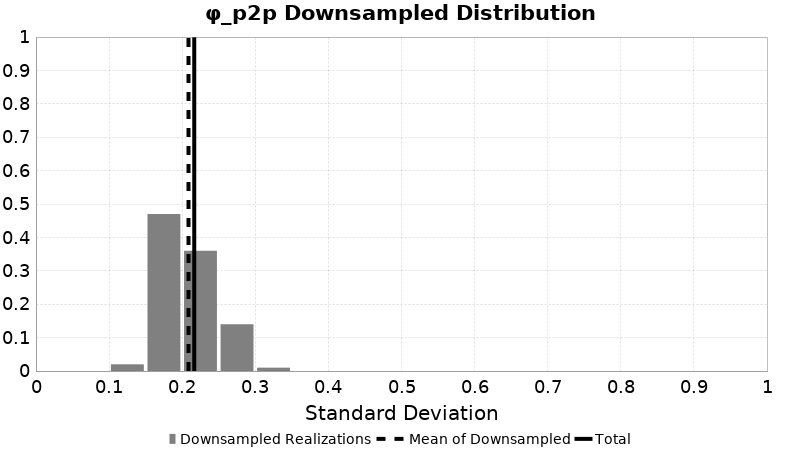 φ_p2p Downsampled Distribution
1
0.9
0.8
0.7
0.6
0.5
0.4
0.3
0.2
0.1
0
0 0.1 0.2 0.3 0.4 0.5 0.6 0.7 0.8 0.9 1
Standard Deviation
Downsampled Realizations Mean of Downsampled Total